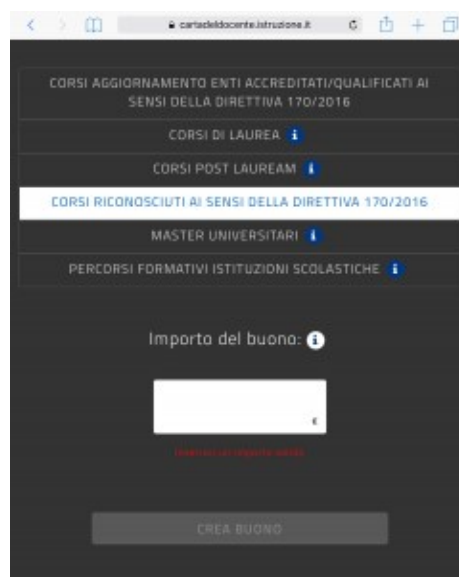 cartadeldocente.istruzione.it
CORSI AGGIORNAMENTO ENTI ACCREDITATI/QUALIFICATI AI
SENSI DELLA DIRETTIVA 170/2016
CORSI DI LAUREA i
CORSI POST LAUREAM i
CORSI RICONOSCIUTI AI SENSI DELLA DIRETTIVA 170/2016
MASTER UNIVERSITARI i
PERCORSI FORMATIVI ISTITUZIONI SCOLASTICHE i
Importo del buono: i
€
CREA BUONO